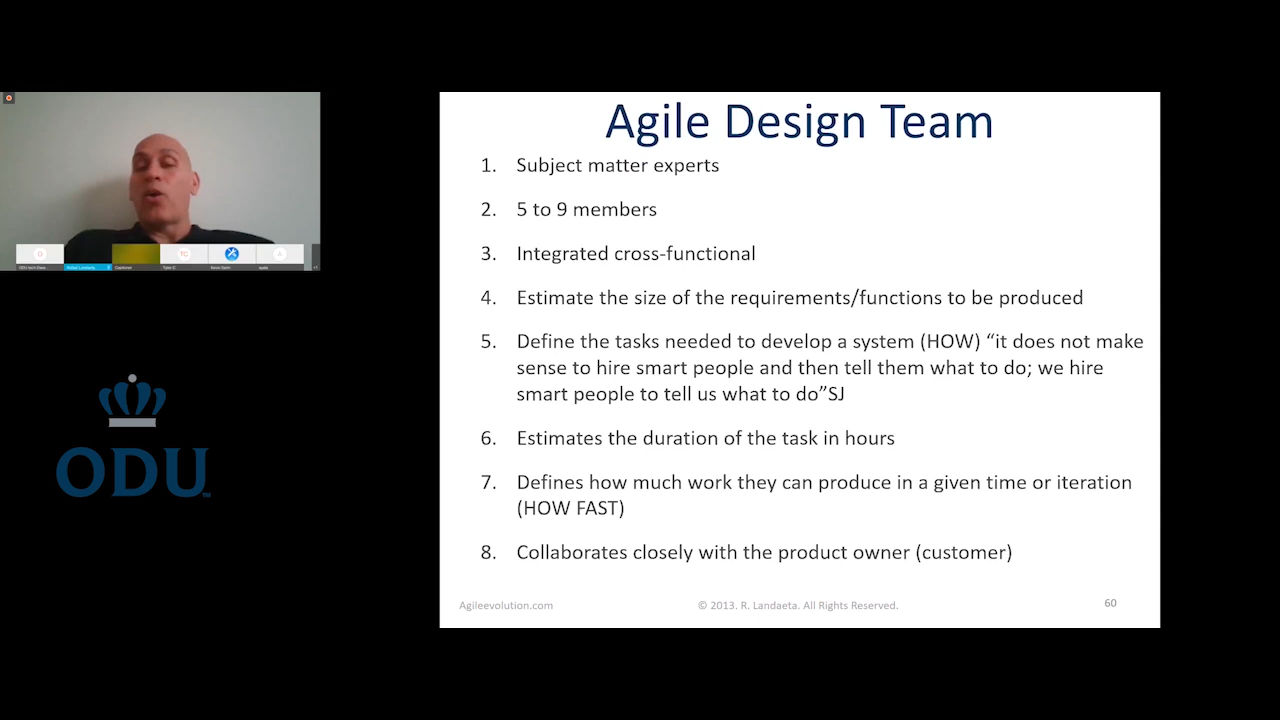 Agile Design Team
1. Subject matter experts
2. 5 to 9 members
3. Integrated cross-functional
4. Estimate the size of the requirements/functions to be produced
5. Define the tasks needed to develop a system (HOW) “it does not make
sense to hire smart people and then tell them what to do; we hire
smart people to tell us what to do”SJ
6. Estimates the duration of the task in hours
7. Defines how much work they can produce in a given time or iteration
(HOW FAST)
8. Collaborates closely with the product owner (customer)
Agileevolution.com
© 2013. R. Landaeta. All Rights Reserved.
60
TC
Captioner
ODU